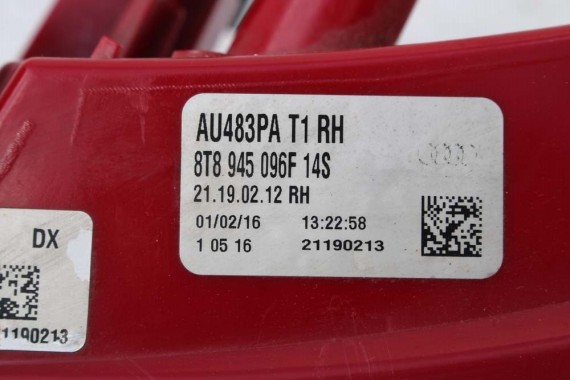 AU483PA T1 RH
8T8 945 096F 14S
21.19.02.12 RH
01/02/16 13:22:58
1 05 16 21190213
DX
1190213